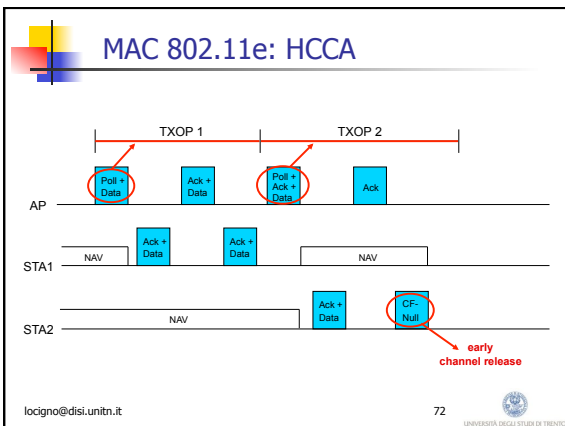 MAC 802.11e: HCCA
TXOP 1
TXOP 2
Poll +
Data
Ack +
Data
Poll +
Ack +
Data
Ack
AP
Ack +
Data
Ack +
Data
NAV
NAV
STA1
Ack +
Data
CF-
Null
NAV
STA2
early
channel release
locigno@disi.unitn.it
72
UNIVERSITÀ DEGLI STUDI DI TRENTO